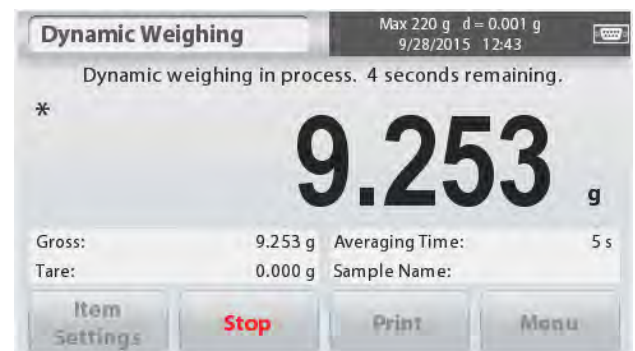 Dynamic Weighing
Max 220 g d = 0.001 g
9/28/2015 12:43
Dynamic weighing in process. 4 seconds remaining.
*
9.253 g
Gross: 9.253 g Averaging Time: 5 s
Tare: 0.000 g Sample Name:
Item Settings
Stop
Print
Menu